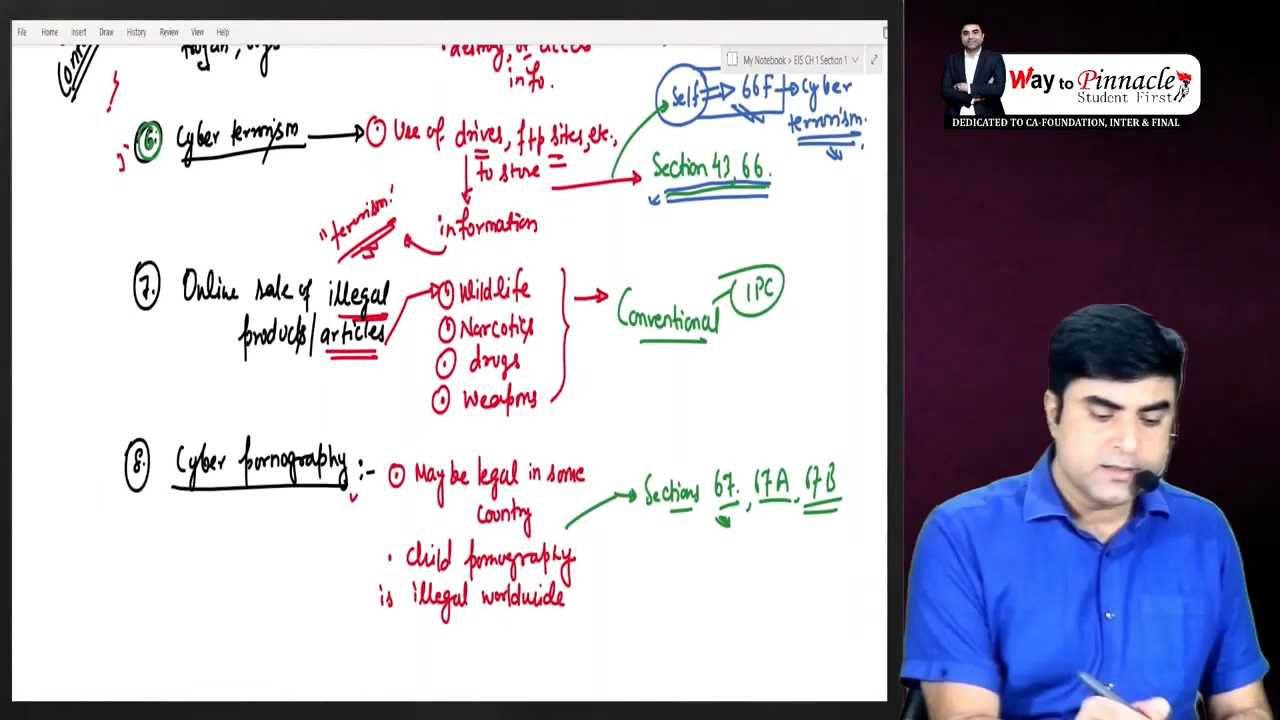 File Home Insert Draw History Review View Help
My Notebook > EIS CH 1 Section 1
info.
Self ⇒ 66F → Cyber
terrorism.
6. Cyber terrorism → Use of drives, ftp sites, etc.,
to store
Section 43, 66.
"terrorism"
information
7. Online sale of illegal
products/articles
Wildlife
Narcotics
drugs
Weapons
Conventional
IPC
8. Cyber pornography :-
May be legal in some
country
Child pornography
is illegal worldwide
Sections 67, 67A, 67B
Way to Pinnacle
Student First
DEDICATED TO CA-FOUNDATION, INTER & FINAL